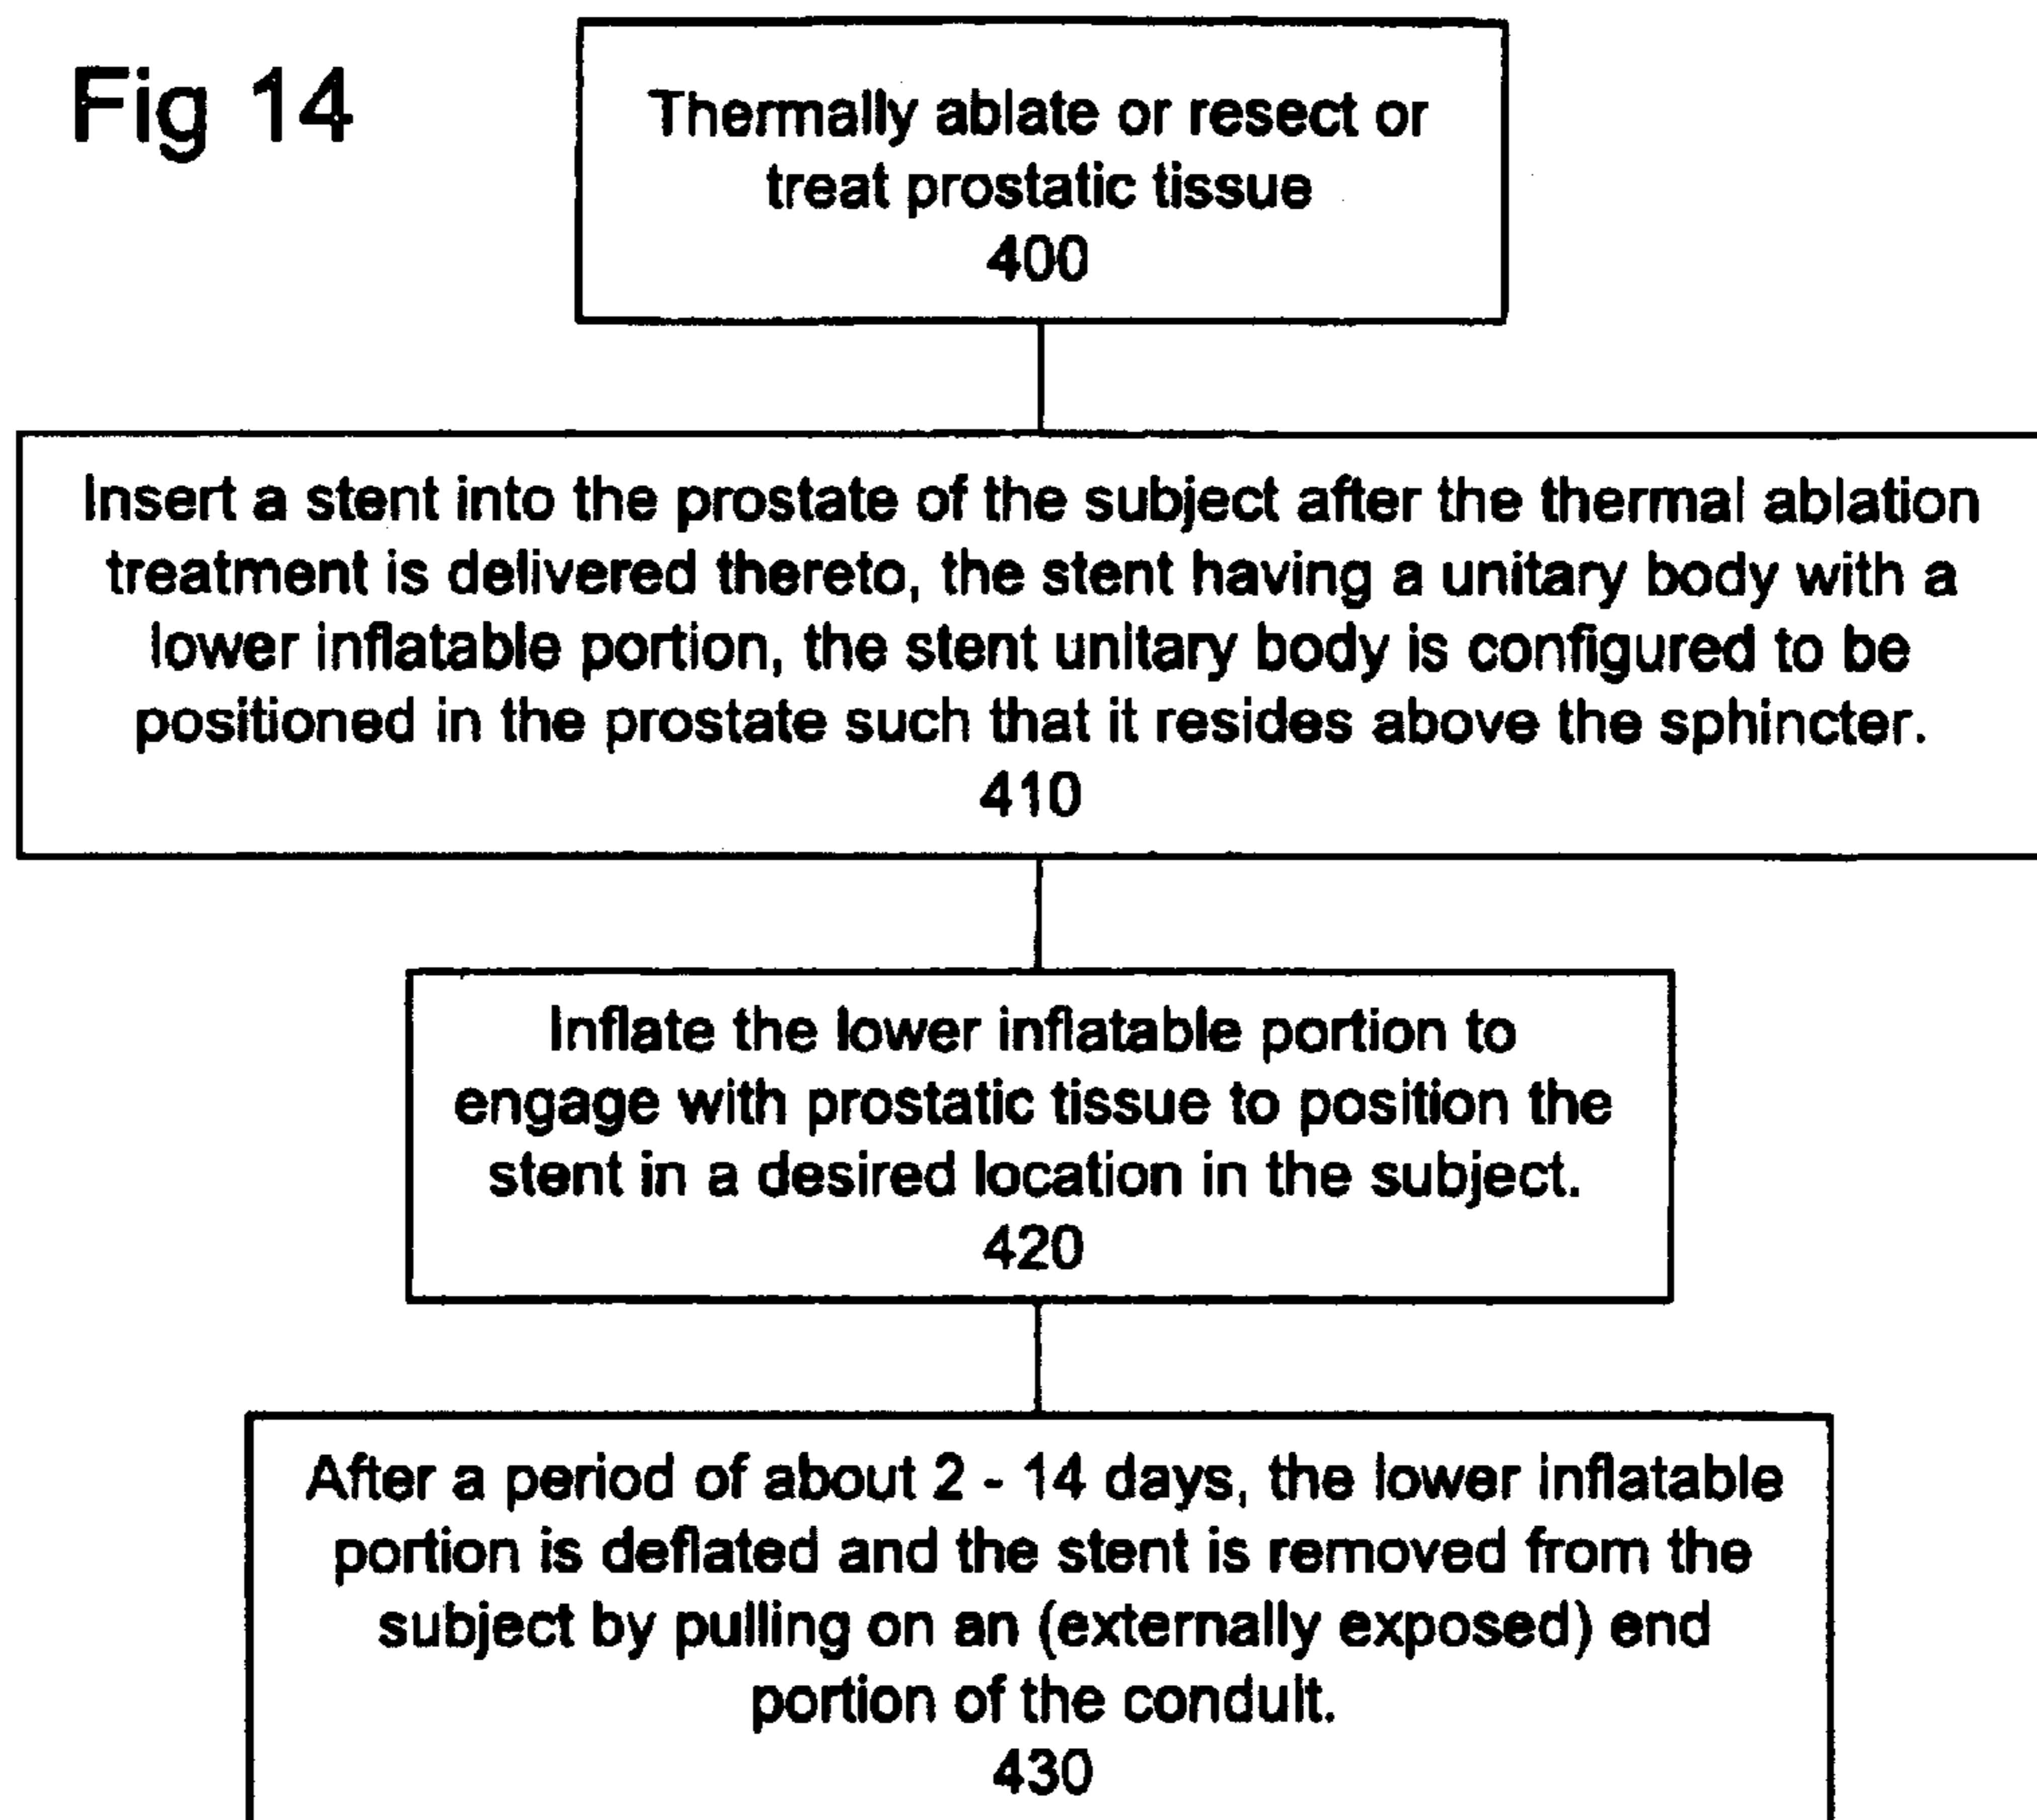 Fig 14
Thermally ablate or resect or
treat prostatic tissue
400
Insert a stent into the prostate of the subject after the thermal ablation
treatment is delivered thereto, the stent having a unitary body with a
lower inflatable portion, the stent unitary body is configured to be
positioned in the prostate such that it resides above the sphincter.
410
Inflate the lower inflatable portion to
engage with prostatic tissue to position the
stent in a desired location in the subject.
420
After a period of about 2 - 14 days, the lower inflatable
portion is deflated and the stent is removed from the
subject by pulling on an (externally exposed) end
portion of the conduit.
430